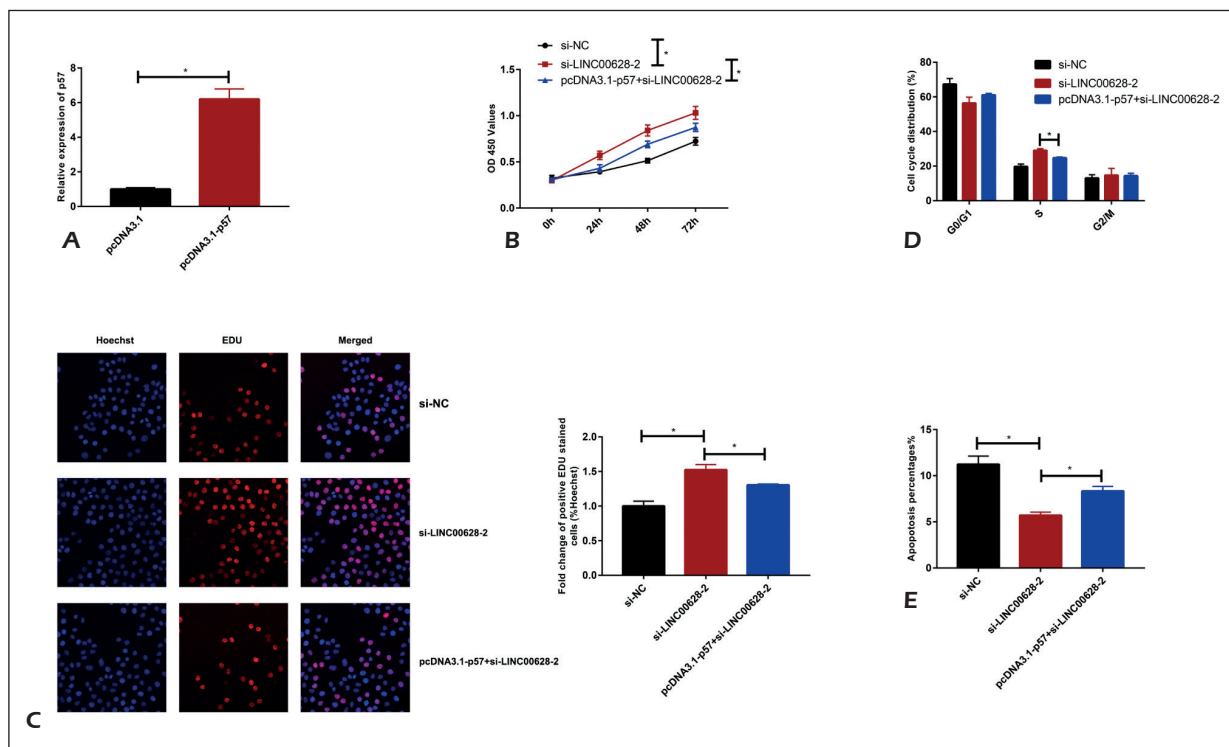 Relative expression of p57
8
6
4
2
0
*
pcDNA3.1
pcDNA3.1-p57
A
si-NC
si-LINC00628-2
pcDNA3.1-p57+si-LINC00628-2
*
*
OD 450 Values
1.5
1.0
0.5
0.0
0h
24h
48h
72h
B
si-NC
si-LINC00628-2
pcDNA3.1-p57+si-LINC00628-2
Cell cycle distribution (%)
80
60
40
20
0
*
G0/G1
S
G2/M
D
Hoechst
EDU
Merged
si-NC
si-LINC00628-2
pcDNA3.1-p57+si-LINC00628-2
C
Fold change of positive EDU stained
cells (%Hoechst)
2.0
1.5
1.0
0.5
0.0
*
*
si-NC
si-LINC00628-2
pcDNA3.1-p57+si-LINC00628-2
Apopotosis percentages%
15
10
5
0
*
*
si-NC
si-LINC00628-2
pcDNA3.1-p57+si-LINC00628-2
E